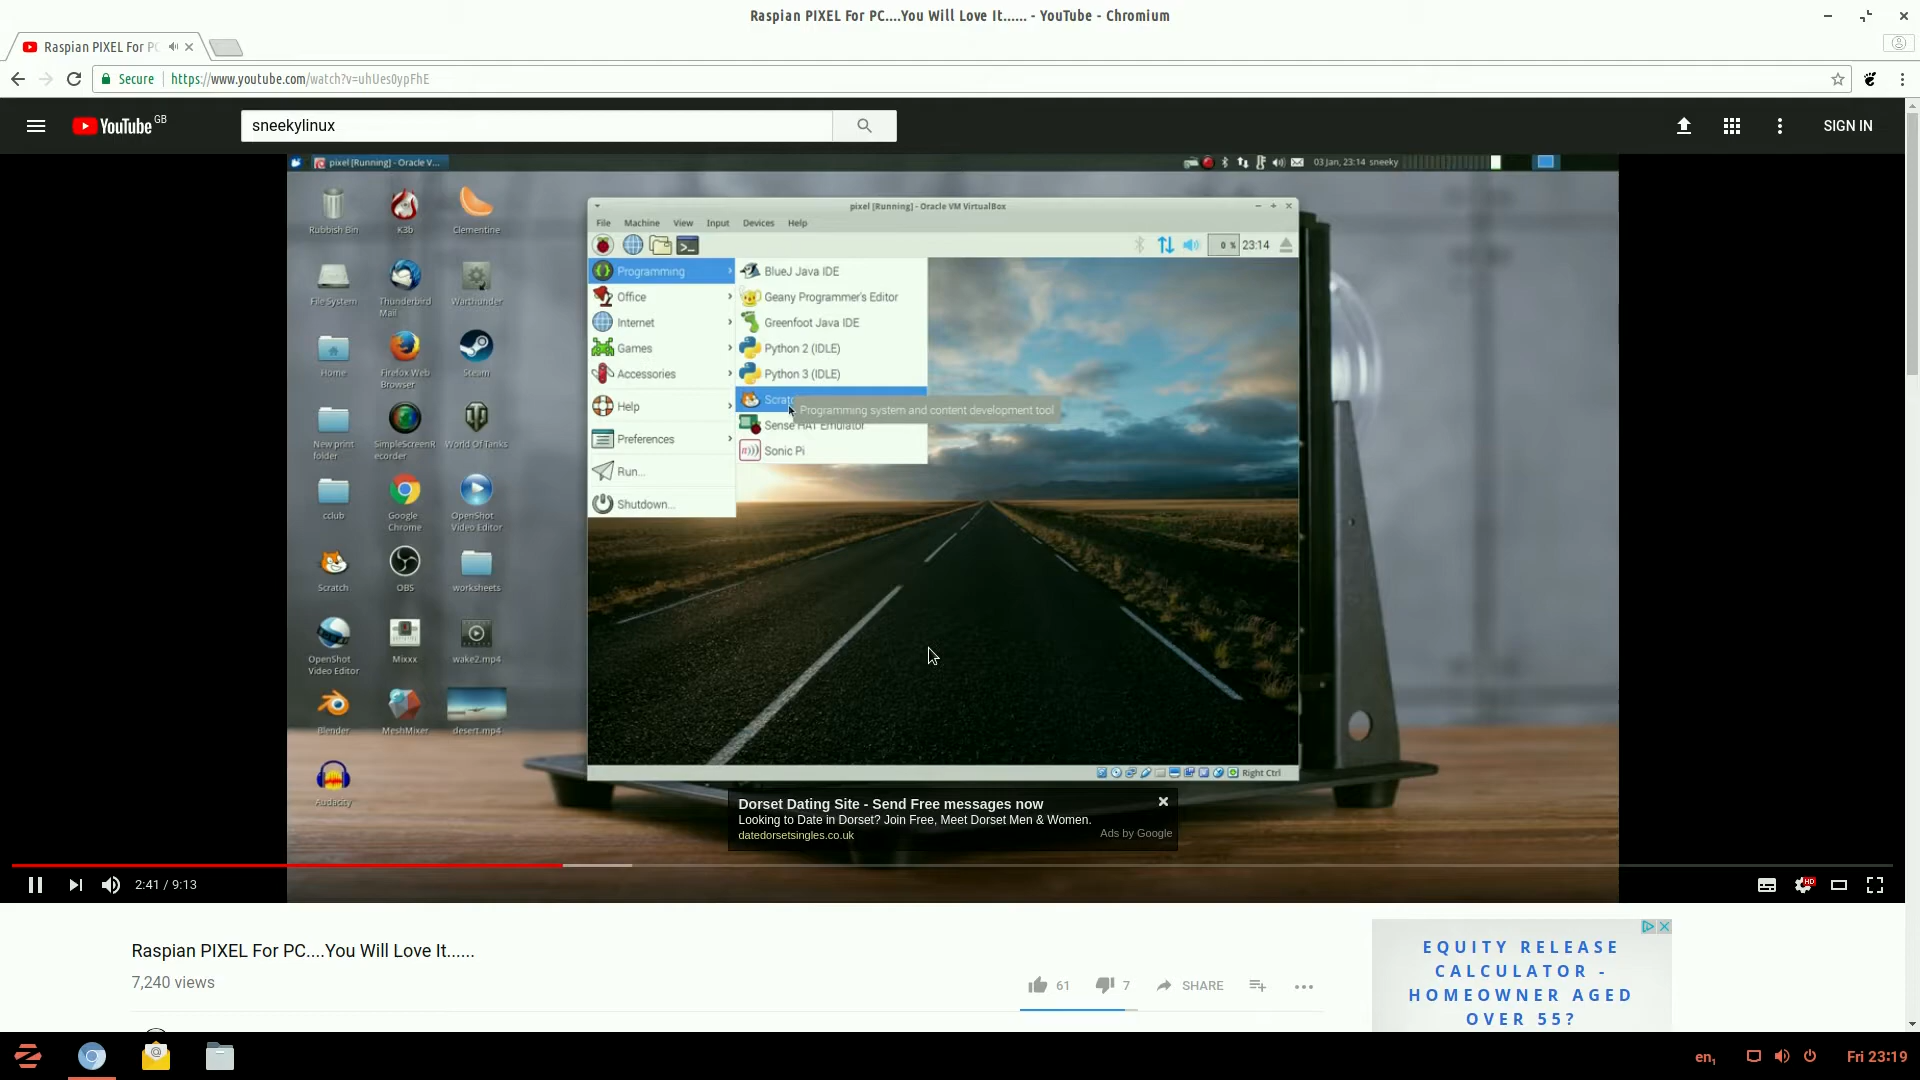 Raspian PIXEL For PC....You Will Love It...... - YouTube - Chromium
Raspian PIXEL For PC
Secure
https://www.youtube.com/watch?v=uhUes0ypFhE
YouTube GB
sneekylinux
SIGN IN
pixel [Running] - Oracle V...
03 Jan, 23:14 sneeky
Rubbish Bin
K3b
Clementine
File System
Thunderbird
Mail
Warthunder
Home
Firefox Web
Browser
Steam
New print
folder
SimpleScreenR
ecorder
World Of Tanks
cclub
Google
Chrome
OpenShot
Video Editor
Scratch
OBS
worksheets
OpenShot
Video Editor
Mixxx
wake2.mp4
Blender
MeshMixer
desert.mp4
Audacity
pixel [Running] - Oracle VM VirtualBox
File Machine View Input Devices Help
0 % 23:14
Programming
Office
Internet
Games
Accessories
Help
Preferences
Run...
Shutdown...
BlueJ Java IDE
Geany Programmer's Editor
Greenfoot Java IDE
Python 2 (IDLE)
Python 3 (IDLE)
Scratc
Programming system and content development tool
Sense HAT Emulator
Sonic Pi
Right Ctrl
Dorset Dating Site - Send Free messages now
Looking to Date in Dorset? Join Free, Meet Dorset Men & Women.
datedorsetsingles.co.uk
Ads by Google
2:41 / 9:13
HD
Raspian PIXEL For PC....You Will Love It......
7,240 views
61
7
SHARE
EQUITY RELEASE
CALCULATOR -
HOMEOWNER AGED
OVER 55?
en1
Fri 23:19